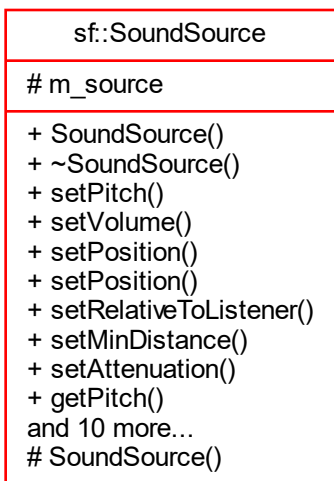 sf::SoundSource
# m_source
+ SoundSource()
+ ~SoundSource()
+ setPitch()
+ setVolume()
+ setPosition()
+ setPosition()
+ setRelativeToListener()
+ setMinDistance()
+ setAttenuation()
+ getPitch()
and 10 more...
# SoundSource()